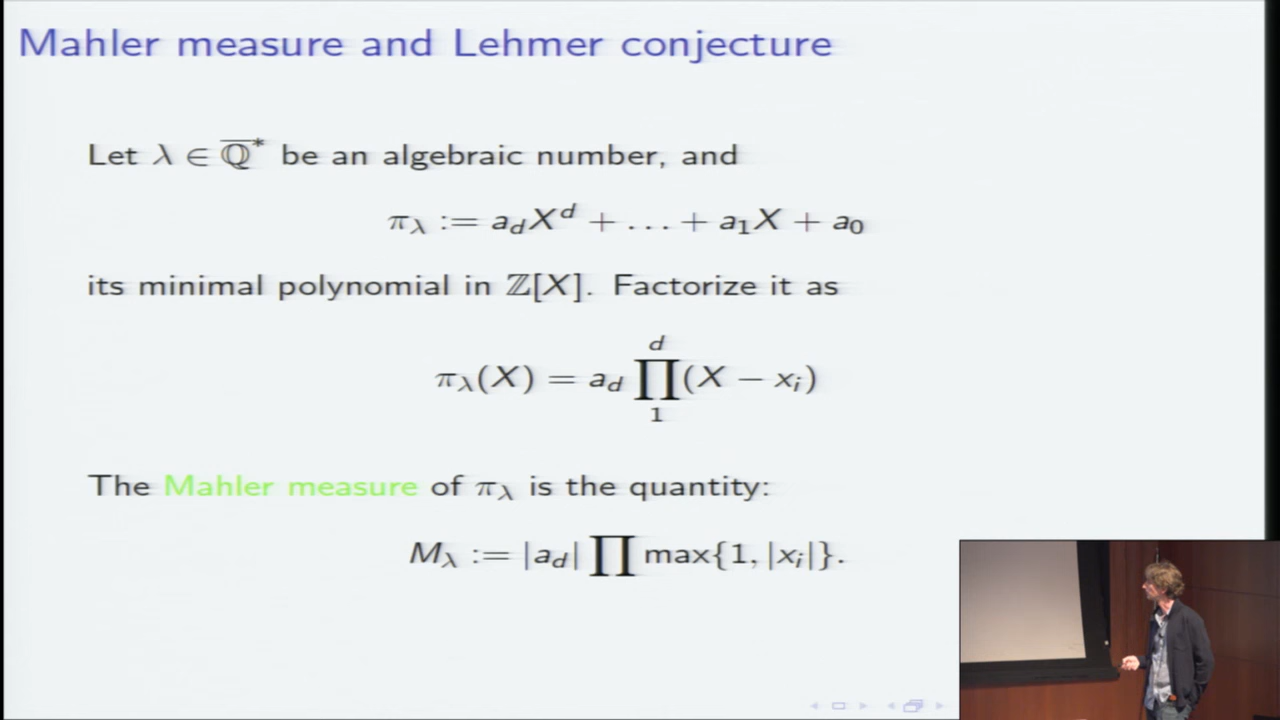 Mahler measure and Lehmer conjecture
Let λ ∈ ℚ̅* be an algebraic number, and
π_λ := a_d X^d + … + a_1 X + a_0
its minimal polynomial in ℤ[X]. Factorize it as
π_λ(X) = a_d ∏_1^d (X − x_i)
The Mahler measure of π_λ is the quantity:
M_λ := |a_d| ∏ max{1, |x_i|}.